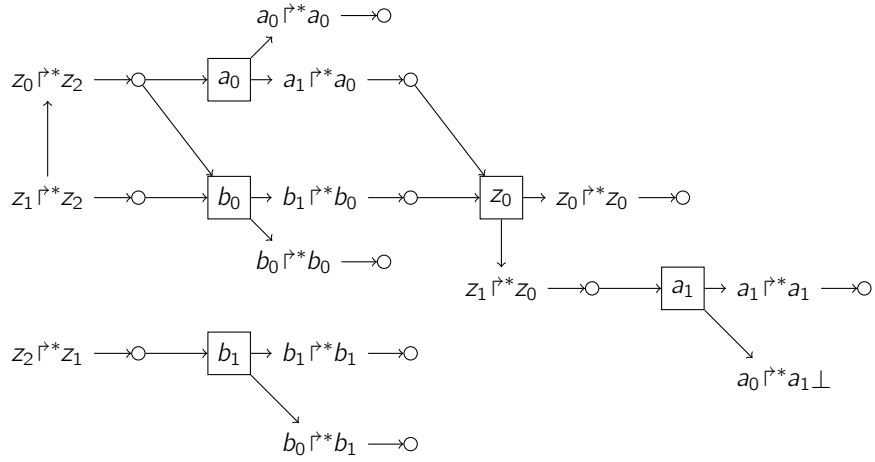 a₀↱*a₀
z₀↱*z₂ a₀ a₁↱*a₀
z₁↱*z₂ b₀ b₁↱*b₀ z₀ z₀↱*z₀
b₀↱*b₀
z₁↱*z₀ a₁ a₁↱*a₁
z₂↱*z₁ b₁ b₁↱*b₁
a₀↱*a₁⊥
b₀↱*b₁